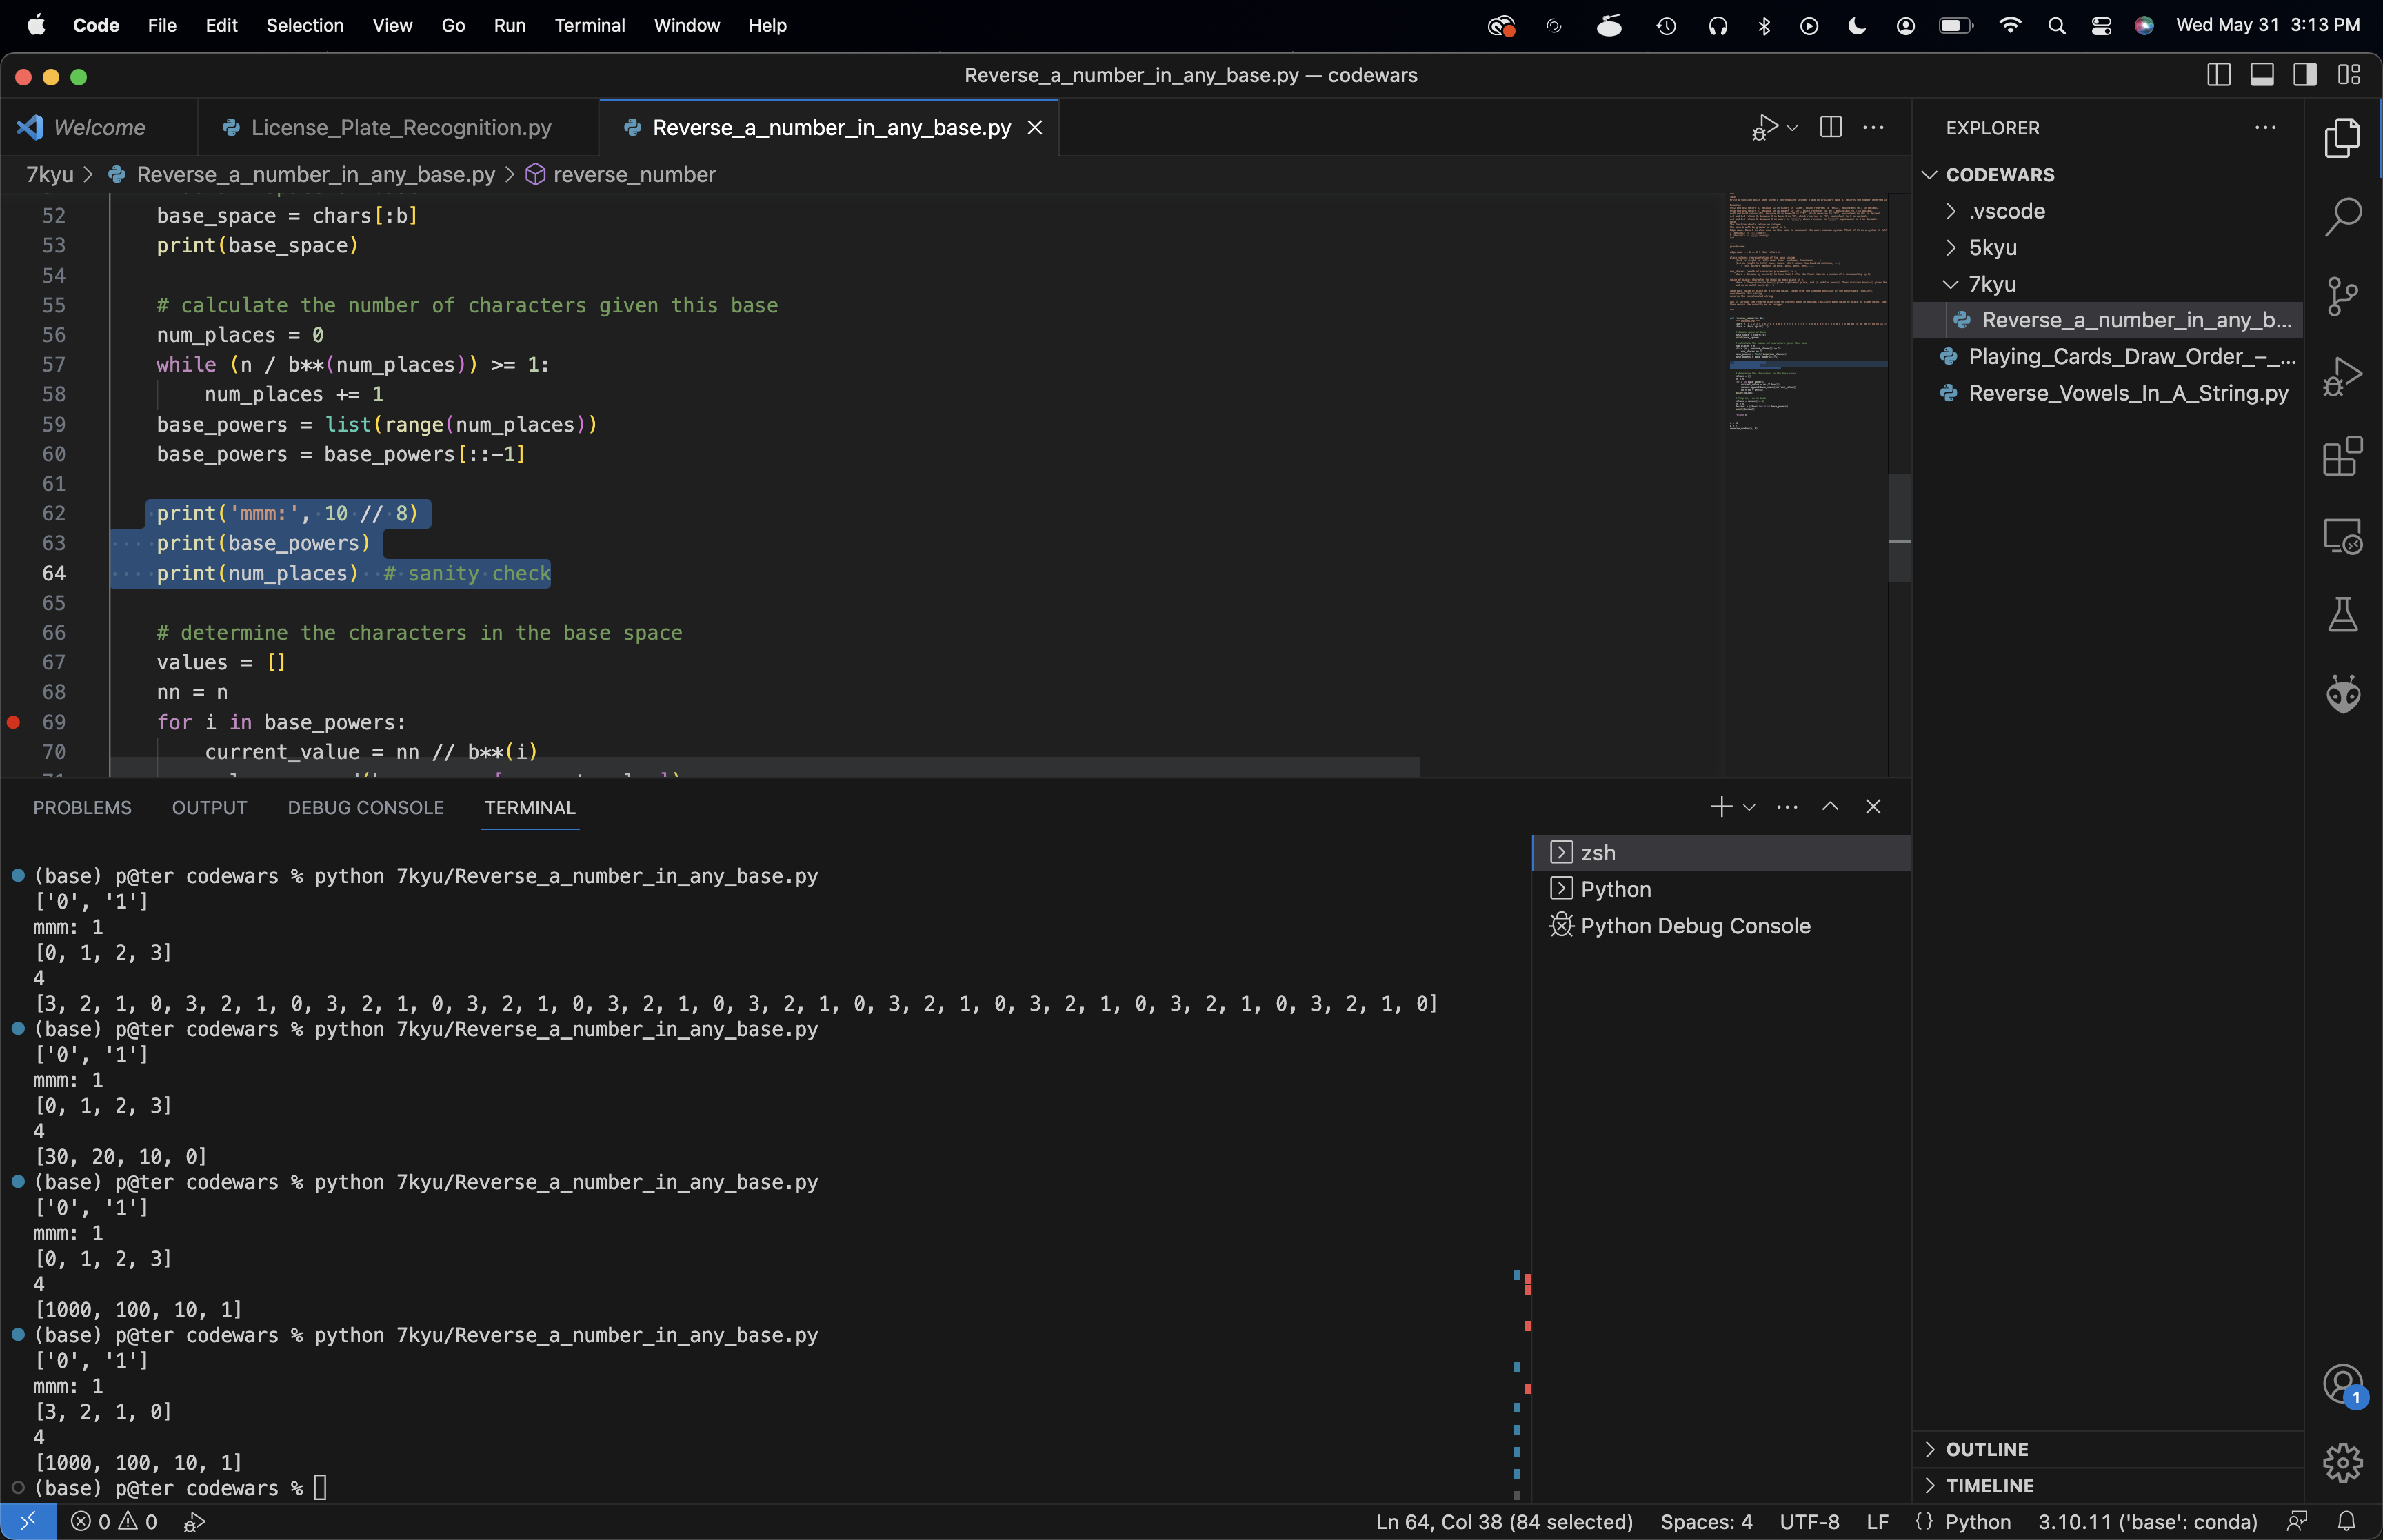 Code File Edit Selection View Go Run Terminal Window Help Wed May 31 3:13 PM
Reverse_a_number_in_any_base.py — codewars
Welcome License_Plate_Recognition.py Reverse_a_number_in_any_base.py
7kyu > Reverse_a_number_in_any_base.py > reverse_number
52 base_space = chars[:b]
53 print(base_space)
54
55 # calculate the number of characters given this base
56 num_places = 0
57 while (n / b**(num_places)) >= 1:
58 num_places += 1
59 base_powers = list(range(num_places))
60 base_powers = base_powers[::-1]
61
62 print('mmm:', 10 // 8)
63 print(base_powers)
64 print(num_places) # sanity check
65
66 # determine the characters in the base space
67 values = []
68 nn = n
69 for i in base_powers:
70 current_value = nn // b**(i)
PROBLEMS OUTPUT DEBUG CONSOLE TERMINAL
(base) p@ter codewars % python 7kyu/Reverse_a_number_in_any_base.py
['0', '1']
mmm: 1
[0, 1, 2, 3]
4
[3, 2, 1, 0, 3, 2, 1, 0, 3, 2, 1, 0, 3, 2, 1, 0, 3, 2, 1, 0, 3, 2, 1, 0, 3, 2, 1, 0, 3, 2, 1, 0, 3, 2, 1, 0, 3, 2, 1, 0]
(base) p@ter codewars % python 7kyu/Reverse_a_number_in_any_base.py
['0', '1']
mmm: 1
[0, 1, 2, 3]
4
[30, 20, 10, 0]
(base) p@ter codewars % python 7kyu/Reverse_a_number_in_any_base.py
['0', '1']
mmm: 1
[0, 1, 2, 3]
4
[1000, 100, 10, 1]
(base) p@ter codewars % python 7kyu/Reverse_a_number_in_any_base.py
['0', '1']
mmm: 1
[3, 2, 1, 0]
4
[1000, 100, 10, 1]
(base) p@ter codewars %
zsh
Python
Python Debug Console
EXPLORER
CODEWARS
.vscode
5kyu
7kyu
Reverse_a_number_in_any_b...
Playing_Cards_Draw_Order_–_...
Reverse_Vowels_In_A_String.py
1
OUTLINE
TIMELINE
0 0 Ln 64, Col 38 (84 selected) Spaces: 4 UTF-8 LF {} Python 3.10.11 ('base': conda)